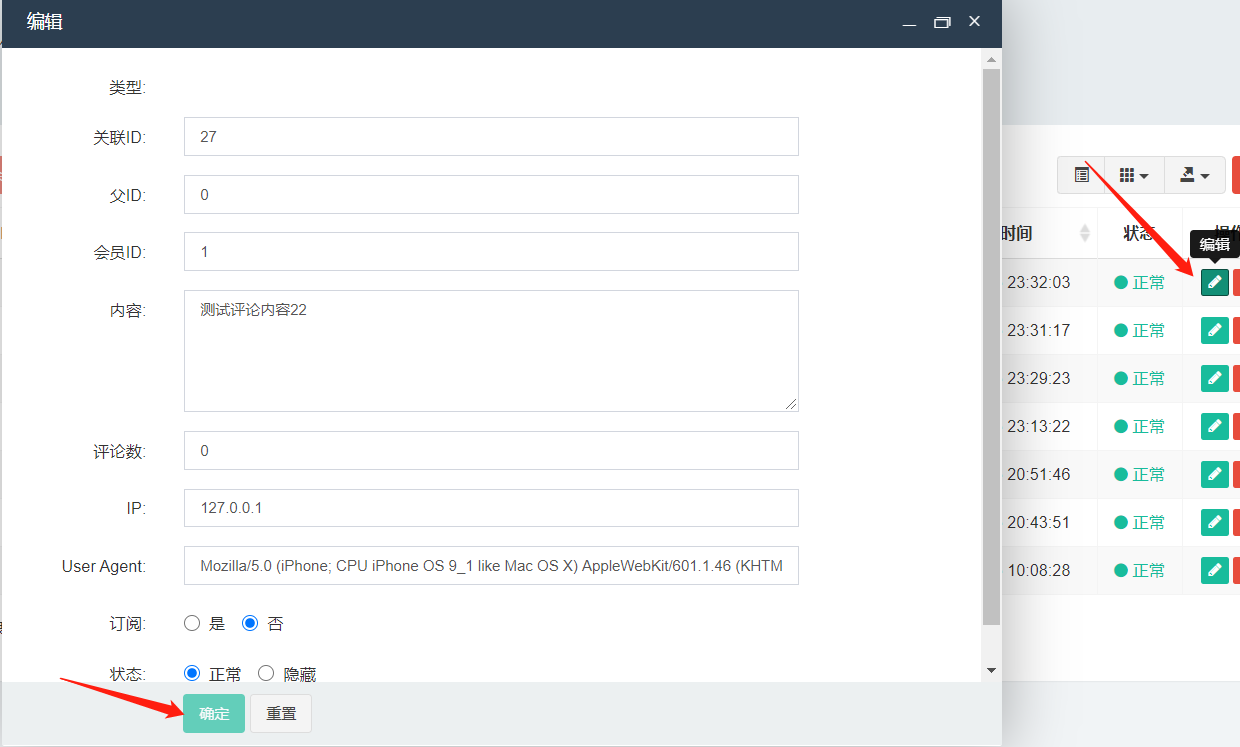 编辑
类型:
关联ID: 27
父ID: 0
会员ID: 1
内容: 测试评论内容22
评论数: 0
IP: 127.0.0.1
User Agent: Mozilla/5.0 (iPhone; CPU iPhone OS 9_1 like Mac OS X) AppleWebKit/601.1.46 (KHTM
订阅: 是 否
状态: 正常 隐藏
确定 重置
时间 状态
编辑
23:32:03 正常
23:31:17 正常
23:29:23 正常
23:13:22 正常
20:51:46 正常
20:43:51 正常
10:08:28 正常